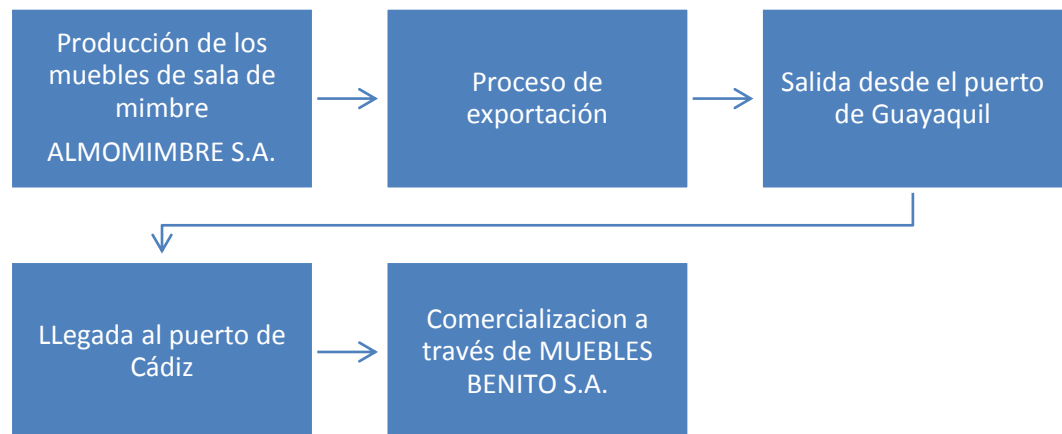 Producción de los
muebles de sala de
mimbre
ALMOMIMBRE S.A.
Proceso de
exportación
Salida desde el puerto
de Guayaquil
LLegada al puerto de
Cádiz
Comercializacion a
través de MUEBLES
BENITO S.A.